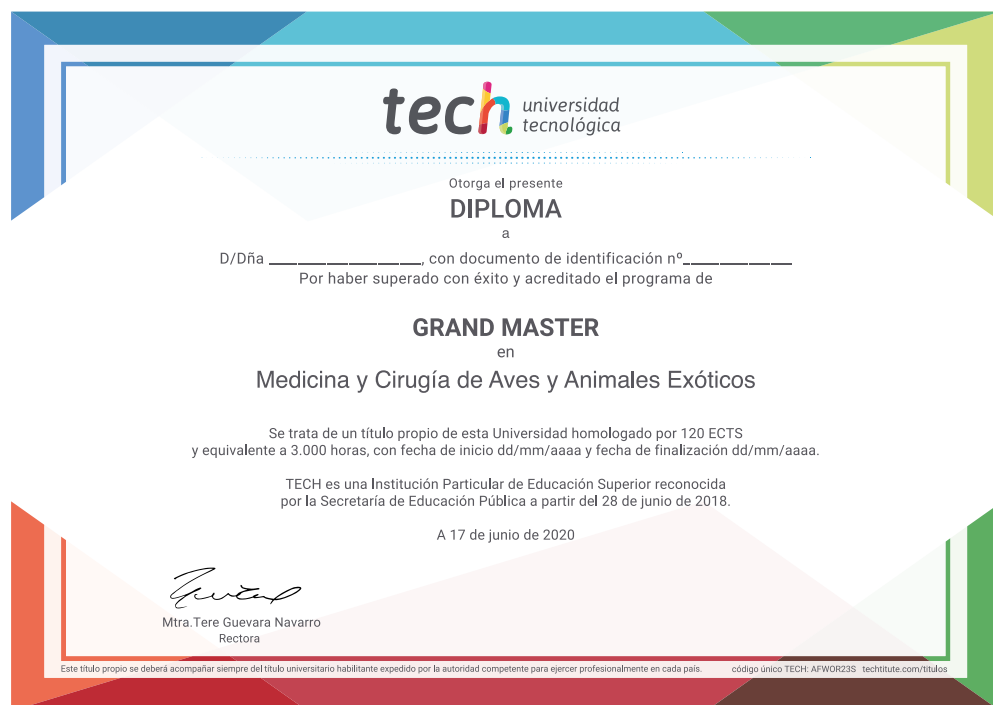 tech universidad
tecnológica
Otorga el presente
DIPLOMA
a
D/Dña ____________________, con documento de identificación nº______________
Por haber superado con éxito y acreditado el programa de
GRAND MASTER
en
Medicina y Cirugía de Aves y Animales Exóticos
Se trata de un título propio de esta Universidad homologado por 120 ECTS
y equivalente a 3.000 horas, con fecha de inicio dd/mm/aaaa y fecha de finalización dd/mm/aaaa.
TECH es una Institución Particular de Educación Superior reconocida
por la Secretaría de Educación Pública a partir del 28 de junio de 2018.
A 17 de junio de 2020
Mtra.Tere Guevara Navarro
Rectora
Este título propio se deberá acompañar siempre del título universitario habilitante expedido por la autoridad competente para ejercer profesionalmente en cada país. código único TECH: AFWOR23S techtitute.com/titulos